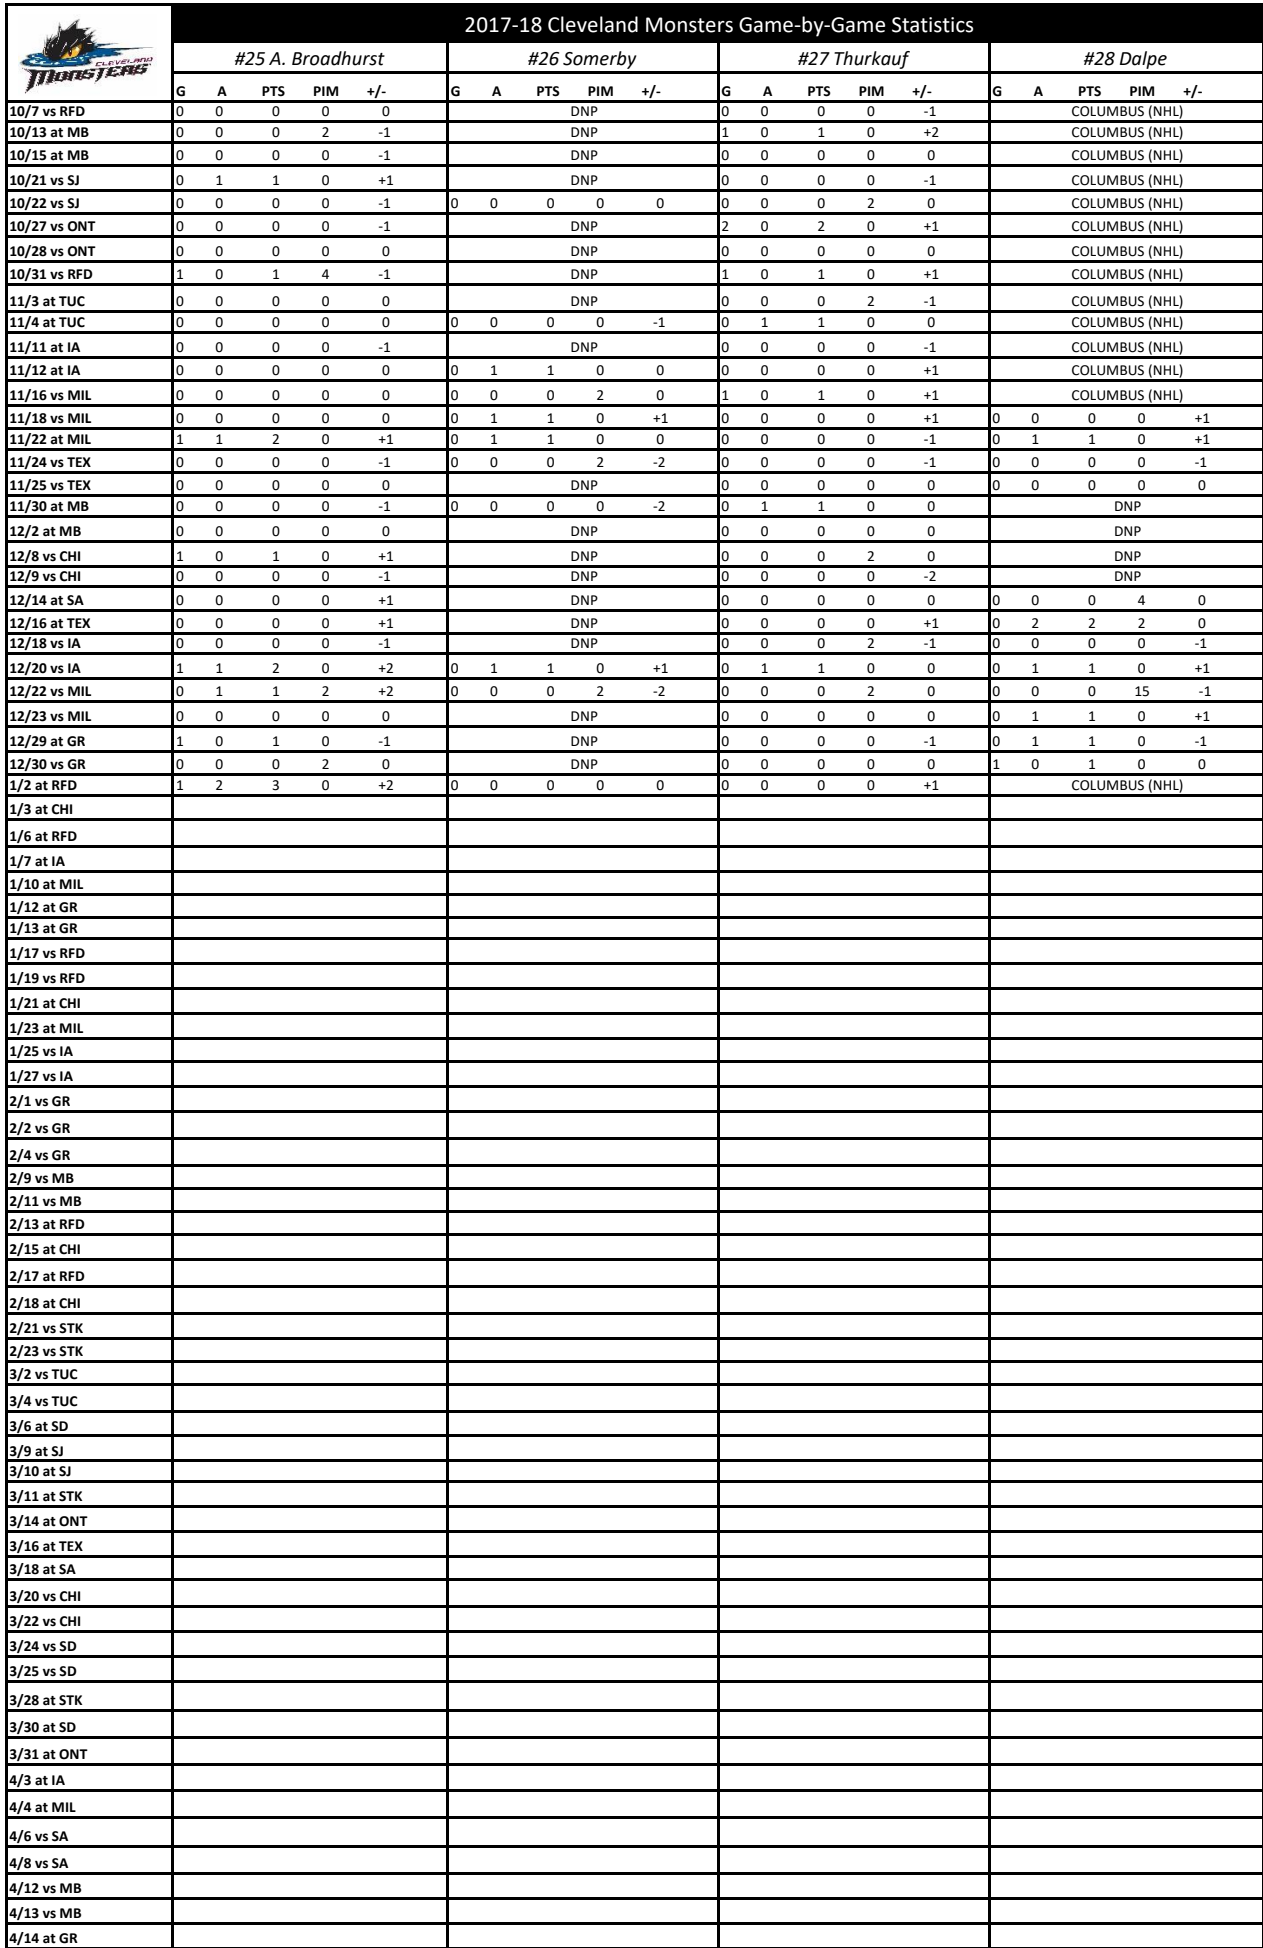 2017-18 Cleveland Monsters Game-by-Game Statistics
CLEVELAND
MONSTERS
#25 A. Broadhurst #26 Somerby #27 Thurkauf #28 Dalpe
G A PTS PIM +/- G A PTS PIM +/- G A PTS PIM +/- G A PTS PIM +/-
10/7 vs RFD 0 0 0 0 0 DNP 0 0 0 0 -1 COLUMBUS (NHL)
10/13 at MB 0 0 0 2 -1 DNP 1 0 1 0 +2 COLUMBUS (NHL)
10/15 at MB 0 0 0 0 -1 DNP 0 0 0 0 0 COLUMBUS (NHL)
10/21 vs SJ 0 1 1 0 +1 DNP 0 0 0 0 -1 COLUMBUS (NHL)
10/22 vs SJ 0 0 0 0 -1 0 0 0 0 0 0 0 0 2 0 COLUMBUS (NHL)
10/27 vs ONT 0 0 0 0 -1 DNP 2 0 2 0 +1 COLUMBUS (NHL)
10/28 vs ONT 0 0 0 0 0 DNP 0 0 0 0 0 COLUMBUS (NHL)
10/31 vs RFD 1 0 1 4 -1 DNP 1 0 1 0 +1 COLUMBUS (NHL)
11/3 at TUC 0 0 0 0 0 DNP 0 0 0 2 -1 COLUMBUS (NHL)
11/4 at TUC 0 0 0 0 0 0 0 0 0 -1 0 1 1 0 0 COLUMBUS (NHL)
11/11 at IA 0 0 0 0 -1 DNP 0 0 0 0 -1 COLUMBUS (NHL)
11/12 at IA 0 0 0 0 0 0 1 1 0 0 0 0 0 0 +1 COLUMBUS (NHL)
11/16 vs MIL 0 0 0 0 0 0 0 0 2 0 1 0 1 0 +1 COLUMBUS (NHL)
11/18 vs MIL 0 0 0 0 0 0 1 1 0 +1 0 0 0 0 +1 0 0 0 0 +1
11/22 at MIL 1 1 2 0 +1 0 1 1 0 0 0 0 0 0 -1 0 1 1 0 +1
11/24 vs TEX 0 0 0 0 -1 0 0 0 2 -2 0 0 0 0 -1 0 0 0 0 -1
11/25 vs TEX 0 0 0 0 0 DNP 0 0 0 0 0 0 0 0 0 0
11/30 at MB 0 0 0 0 -1 0 0 0 0 -2 0 1 1 0 0 DNP
12/2 at MB 0 0 0 0 0 DNP 0 0 0 0 0 DNP
12/8 vs CHI 1 0 1 0 +1 DNP 0 0 0 2 0 DNP
12/9 vs CHI 0 0 0 0 -1 DNP 0 0 0 0 -2 DNP
12/14 at SA 0 0 0 0 +1 DNP 0 0 0 0 0 0 0 0 4 0
12/16 at TEX 0 0 0 0 +1 DNP 0 0 0 0 +1 0 2 2 2 0
12/18 vs IA 0 0 0 0 -1 DNP 0 0 0 2 -1 0 0 0 0 -1
12/20 vs IA 1 1 2 0 +2 0 1 1 0 +1 0 1 1 0 0 0 1 1 0 +1
12/22 vs MIL 0 1 1 2 +2 0 0 0 2 -2 0 0 0 2 0 0 0 0 15 -1
12/23 vs MIL 0 0 0 0 0 DNP 0 0 0 0 0 0 1 1 0 +1
12/29 at GR 1 0 1 0 -1 DNP 0 0 0 0 -1 0 1 1 0 -1
12/30 vs GR 0 0 0 2 0 DNP 0 0 0 0 0 1 0 1 0 0
1/2 at RFD 1 2 3 0 +2 0 0 0 0 0 0 0 0 0 +1 COLUMBUS (NHL)
1/3 at CHI
1/6 at RFD
1/7 at IA
1/10 at MIL
1/12 at GR
1/13 at GR
1/17 vs RFD
1/19 vs RFD
1/21 at CHI
1/23 at MIL
1/25 vs IA
1/27 vs IA
2/1 vs GR
2/2 vs GR
2/4 vs GR
2/9 vs MB
2/11 vs MB
2/13 at RFD
2/15 at CHI
2/17 at RFD
2/18 at CHI
2/21 vs STK
2/23 vs STK
3/2 vs TUC
3/4 vs TUC
3/6 at SD
3/9 at SJ
3/10 at SJ
3/11 at STK
3/14 at ONT
3/16 at TEX
3/18 at SA
3/20 vs CHI
3/22 vs CHI
3/24 vs SD
3/25 vs SD
3/28 at STK
3/30 at SD
3/31 at ONT
4/3 at IA
4/4 at MIL
4/6 vs SA
4/8 vs SA
4/12 vs MB
4/13 vs MB
4/14 at GR